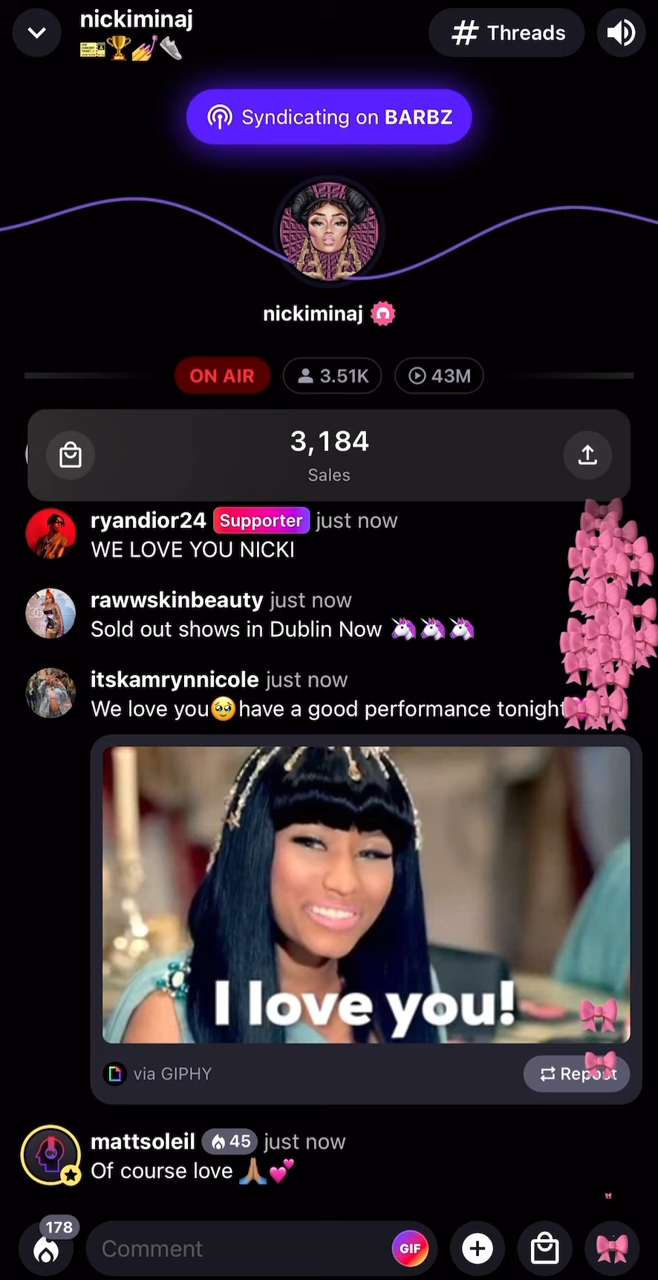 nickiminaj
🎫🏆💅👟
# Threads
Syndicating on BARBZ
nickiminaj
ON AIR
3.51K
43M
3,184
Sales
ryandior24 Supporter just now
WE LOVE YOU NICKI
rawwskinbeauty just now
Sold out shows in Dublin Now 🦄🦄🦄
itskamrynnicole just now
We love you🥹have a good performance tonight
I love you!
via GIPHY
Repost
mattsoleil 45 just now
Of course love 🙏🏽💕
178
Comment
GIF